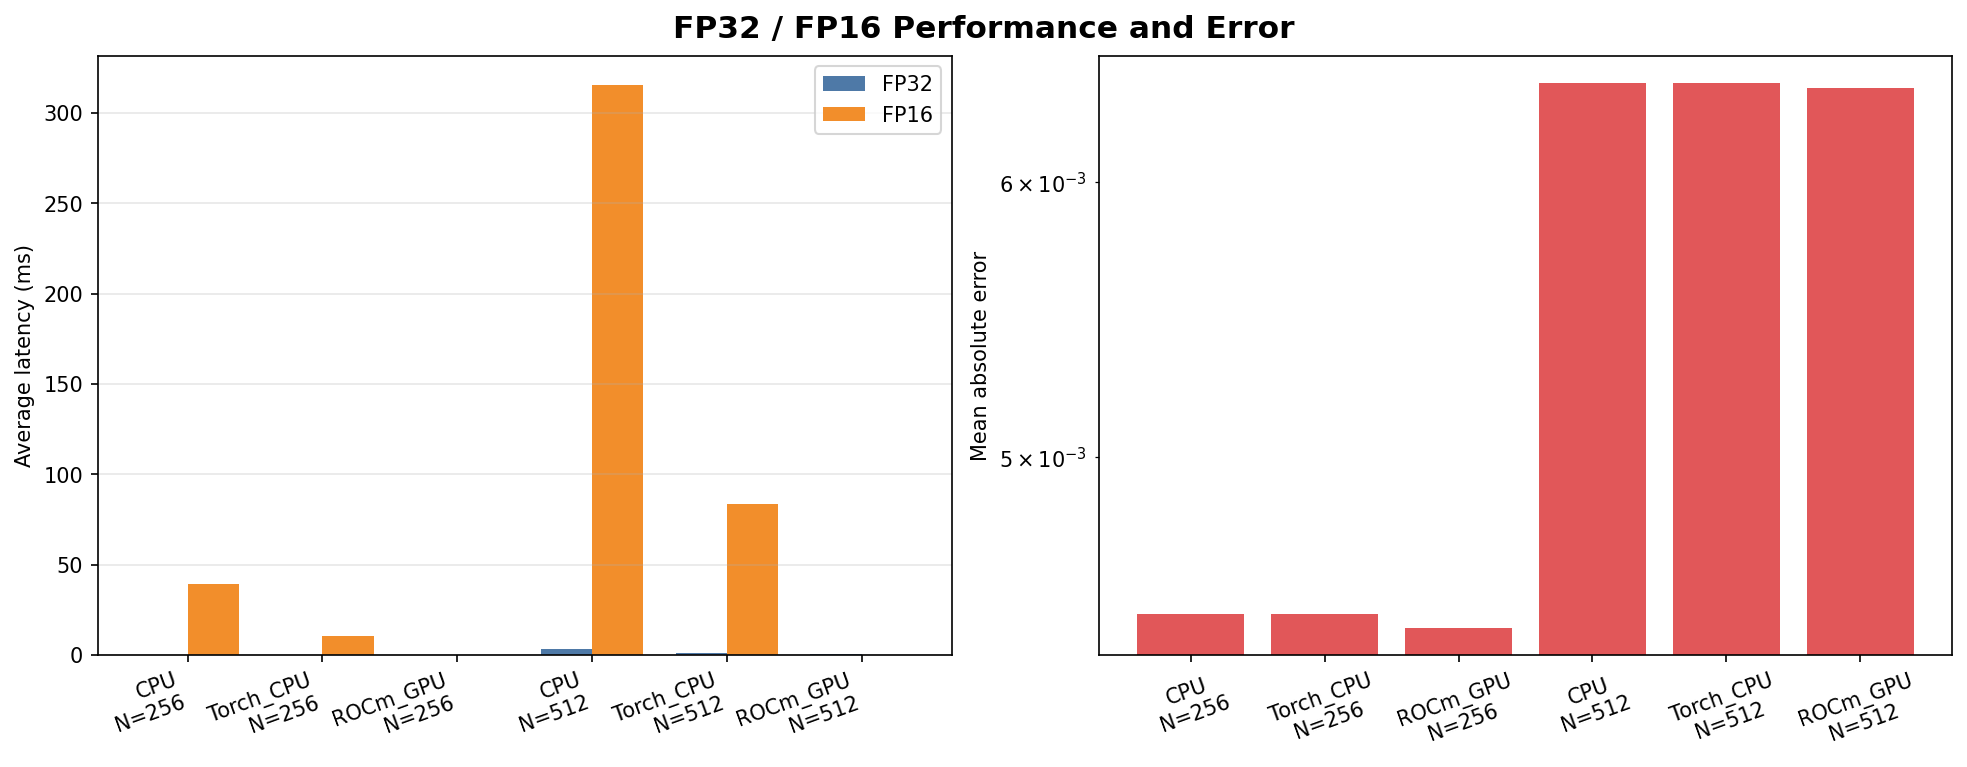 FP32 / FP16 Performance and Error
Average latency (ms)
300
250
200
150
100
50
0
FP32
FP16
CPU
N=256
Torch_CPU
N=256
ROCm_GPU
N=256
CPU
N=512
Torch_CPU
N=512
ROCm_GPU
N=512
Mean absolute error
6 × 10⁻³
5 × 10⁻³
CPU
N=256
Torch_CPU
N=256
ROCm_GPU
N=256
CPU
N=512
Torch_CPU
N=512
ROCm_GPU
N=512